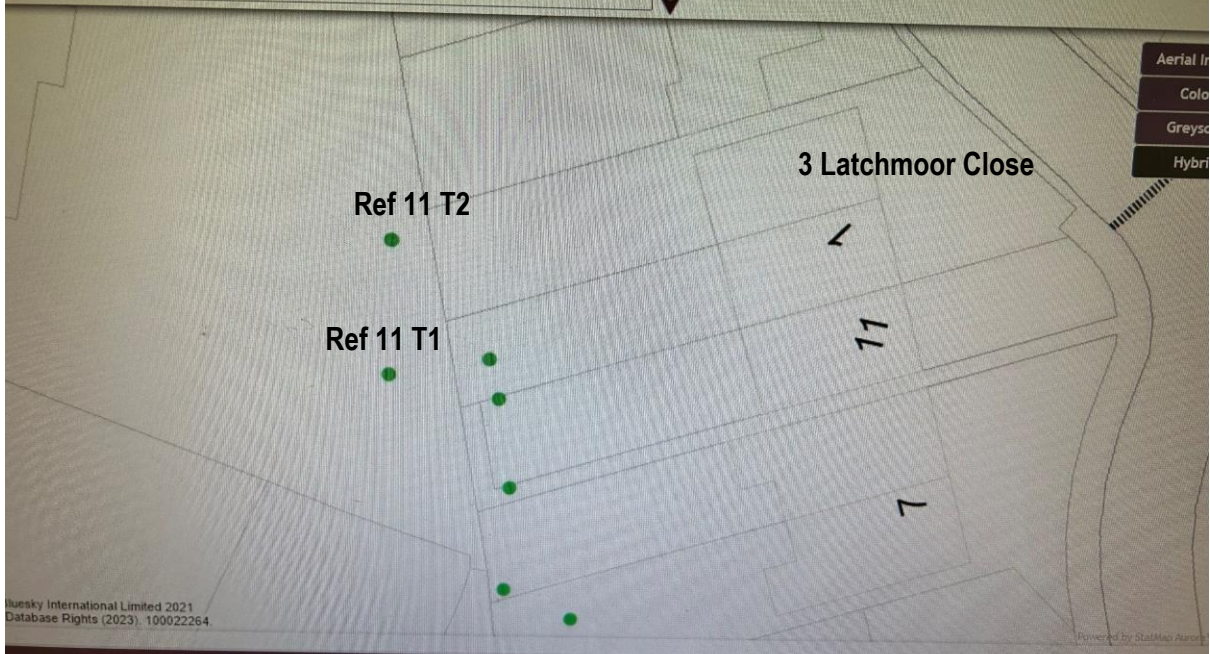 Aerial I
Colo
Greysc
Hybri
3 Latchmoor Close
Ref 11 T2
Ref 11 T1
11
7
luesky International Limited 2021
Database Rights (2023). 100022264.
Powered by StatMap Aurora